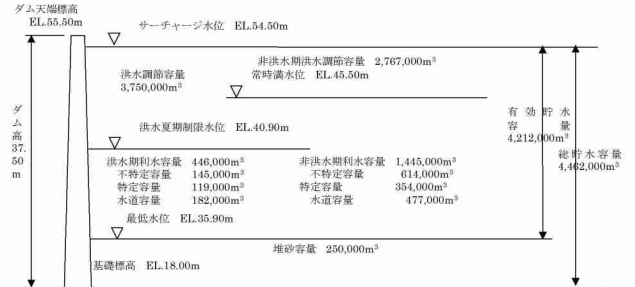 ダム天端標高
EL.55.50m
サーチャージ水位 EL.54.50m
非洪水期洪水調節容量 2,767,000m³
洪水調節容量
3,750,000m³
常時満水位 EL.45.50m
ダム高37.50m
有効貯水容量
4,212,000m³
総貯水容量
4,462,000m³
洪水夏期制限水位 EL.40.90m
洪水期利水容量 446,000m³
不特定容量 145,000m³
特定容量 119,000m³
水道容量 182,000m³
非洪水期利水容量 1,445,000m³
不特定容量 614,000m³
特定容量 354,000m³
水道容量 477,000m³
最低水位 EL.35.90m
堆砂容量 250,000m³
基礎標高 EL.18.00m